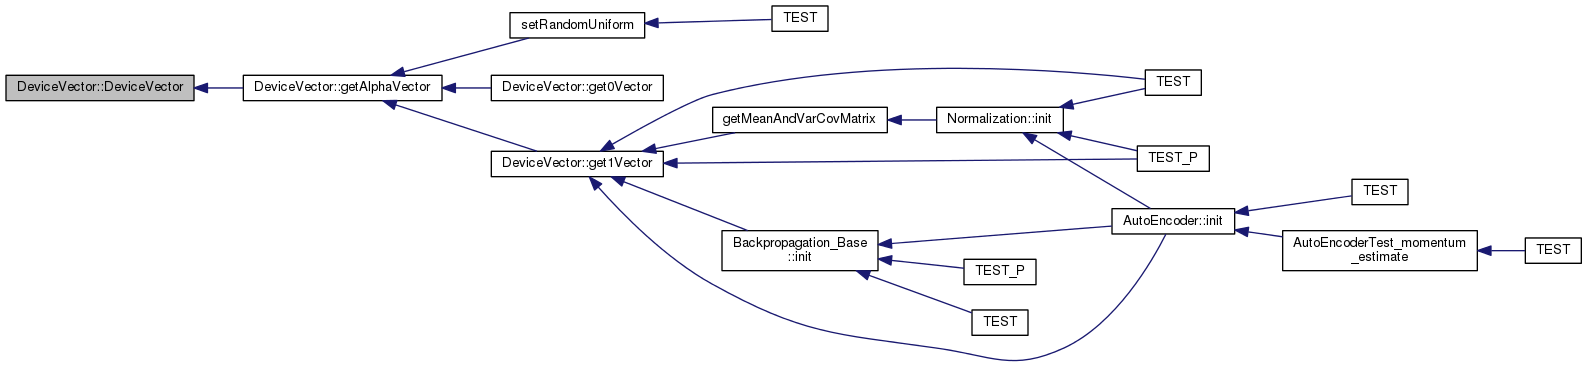 DeviceVector::DeviceVector
DeviceVector::getAlphaVector
setRandomUniform
TEST
DeviceVector::get0Vector
DeviceVector::get1Vector
TEST
getMeanAndVarCovMatrix
Normalization::init
TEST_P
AutoEncoder::init
TEST
AutoEncoderTest_momentum
_estimate
TEST
Backpropagation_Base
::init
TEST_P
TEST